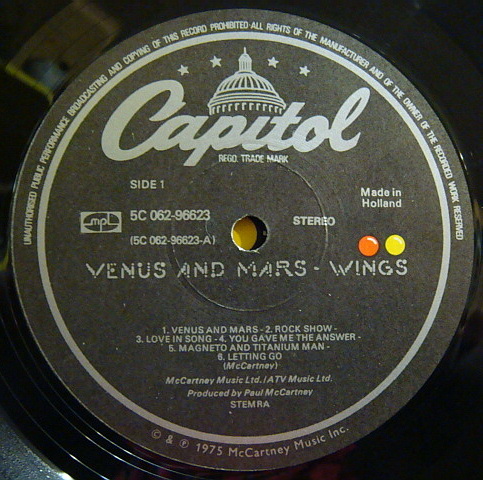 UNAUTHORISED PUBLIC PERFORMANCE BROADCASTING AND COPYING OF THIS RECORD PROHIBITED·ALL RIGHTS OF THE MANUFACTURER AND OF THE OWNER OF THE RECORDED WORK RESERVED
Capitol
REGD. TRADE MARK
SIDE 1
Made in
Holland
mpl
5C 062-96623
STEREO
(5C 062-96623-A)
VENUS AND MARS - WINGS
1. VENUS AND MARS - 2. ROCK SHOW -
3. LOVE IN SONG - 4. YOU GAVE ME THE ANSWER -
5. MAGNETO AND TITANIUM MAN -
6. LETTING GO
(McCartney)
McCartney Music Ltd./ATV Music Ltd.
Produced by Paul McCartney
STEMRA
© & ℗ 1975 McCartney Music Inc.